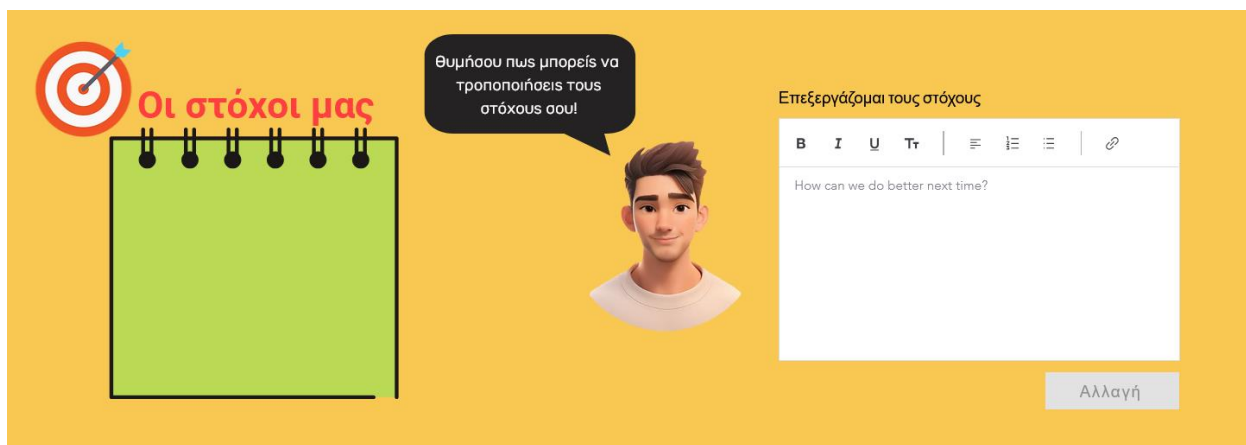 Οι στόχοι μας
Θυμήσου πως μπορείς να
τροποποιήσεις τους
στόχους σου!
Επεξεργάζομαι τους στόχους
B I U Tт
How can we do better next time?
Αλλαγή